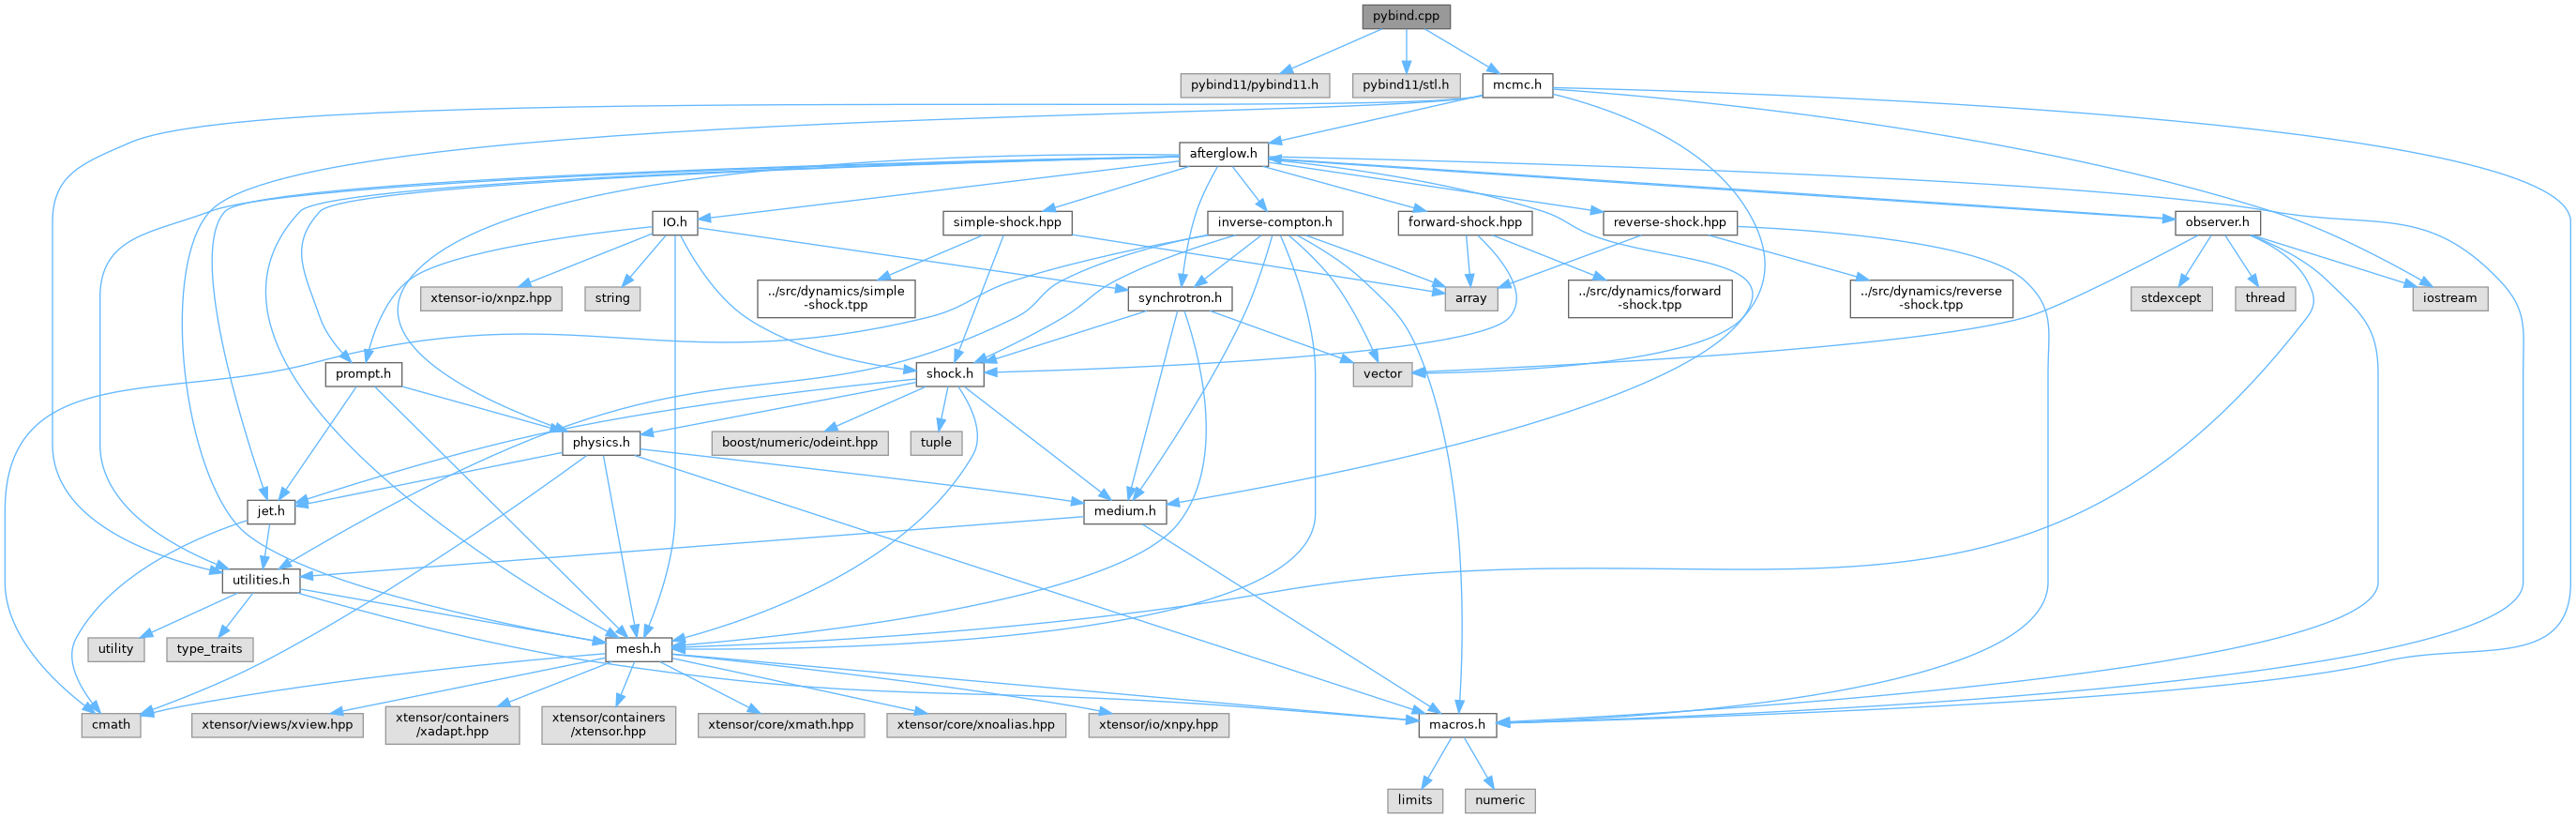 pybind.cpp
pybind11/pybind11.h
pybind11/stl.h
mcmc.h
afterglow.h
IO.h
simple-shock.hpp
inverse-compton.h
forward-shock.hpp
reverse-shock.hpp
observer.h
xtensor-io/xnpz.hpp
string
../src/dynamics/simple
-shock.tpp
synchrotron.h
array
../src/dynamics/forward
-shock.tpp
../src/dynamics/reverse
-shock.tpp
stdexcept
thread
iostream
prompt.h
shock.h
vector
physics.h
boost/numeric/odeint.hpp
tuple
jet.h
medium.h
utilities.h
utility
type_traits
mesh.h
cmath
xtensor/views/xview.hpp
xtensor/containers
/xadapt.hpp
xtensor/containers
/xtensor.hpp
xtensor/core/xmath.hpp
xtensor/core/xnoalias.hpp
xtensor/io/xnpy.hpp
macros.h
limits
numeric